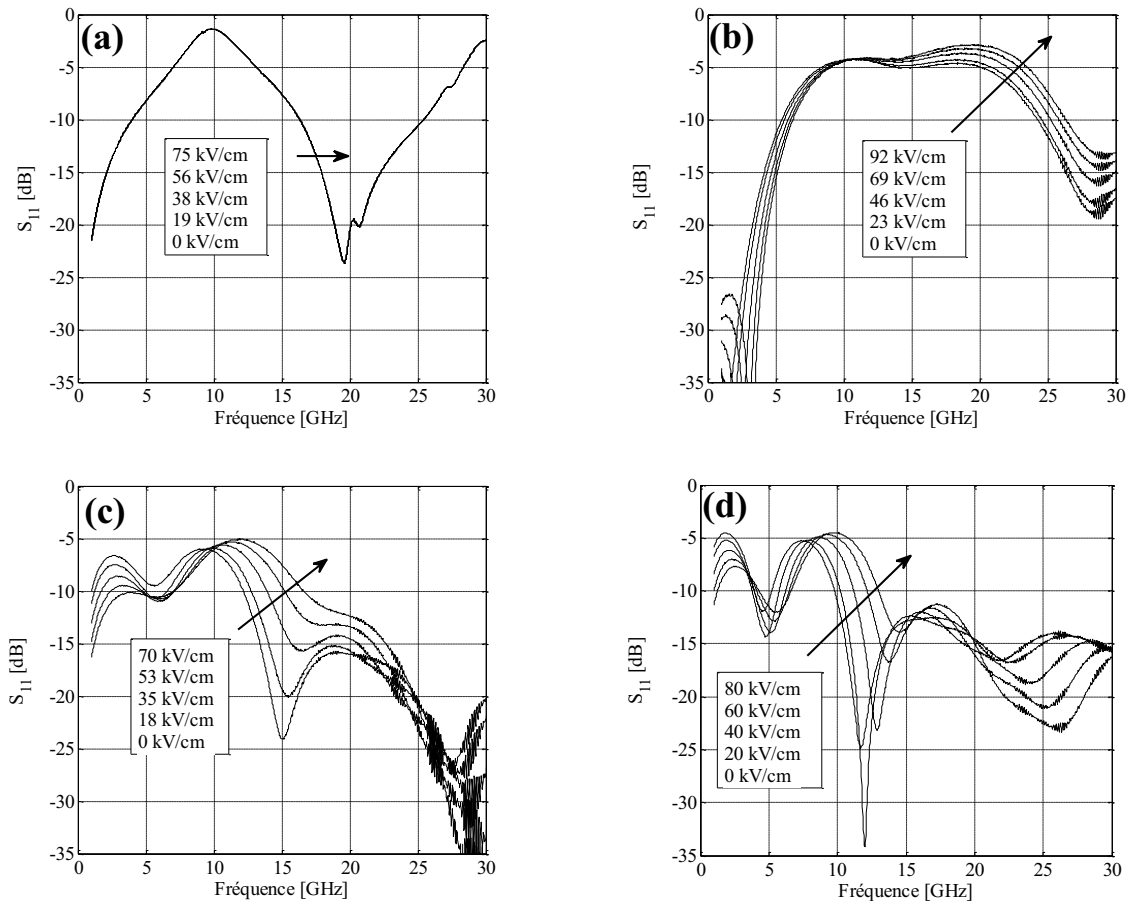 (a)
0
-5
-10
-15
-20
-25
-30
-35
S11 [dB]
75 kV/cm
56 kV/cm
38 kV/cm
19 kV/cm
0 kV/cm
0 5 10 15 20 25 30
Fréquence [GHz]
(b)
0
-5
-10
-15
-20
-25
-30
-35
S11 [dB]
92 kV/cm
69 kV/cm
46 kV/cm
23 kV/cm
0 kV/cm
0 5 10 15 20 25 30
Fréquence [GHz]
(c)
0
-5
-10
-15
-20
-25
-30
-35
S11 [dB]
70 kV/cm
53 kV/cm
35 kV/cm
18 kV/cm
0 kV/cm
0 5 10 15 20 25 30
Fréquence [GHz]
(d)
0
-5
-10
-15
-20
-25
-30
-35
S11 [dB]
80 kV/cm
60 kV/cm
40 kV/cm
20 kV/cm
0 kV/cm
0 5 10 15 20 25 30
Fréquence [GHz]